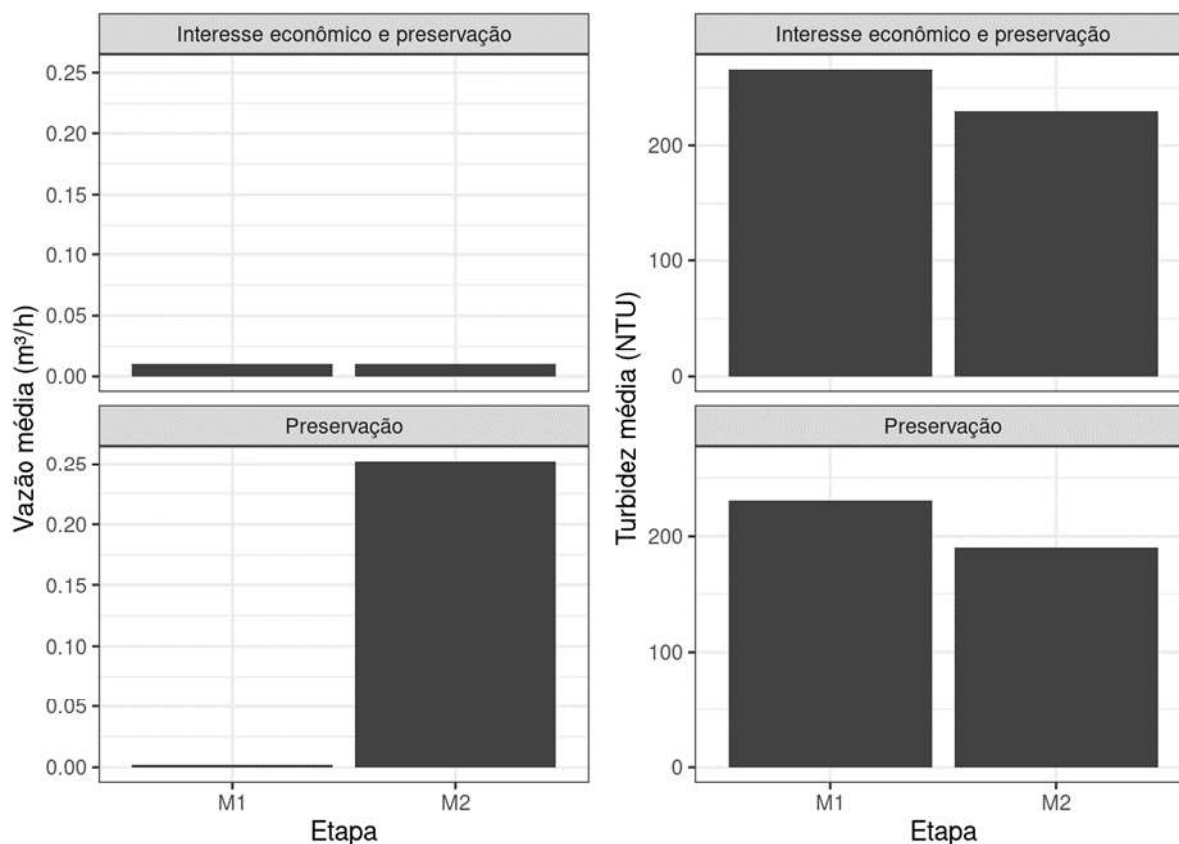 Interesse econômico e preservação
0.25
0.20
0.15
0.10
0.05
0.00
Preservação
0.25
0.20
0.15
0.10
0.05
0.00
Vazão média (m³/h)
M1
M2
Etapa
Interesse econômico e preservação
200
100
0
Preservação
200
100
0
Turbidez média (NTU)
M1
M2
Etapa